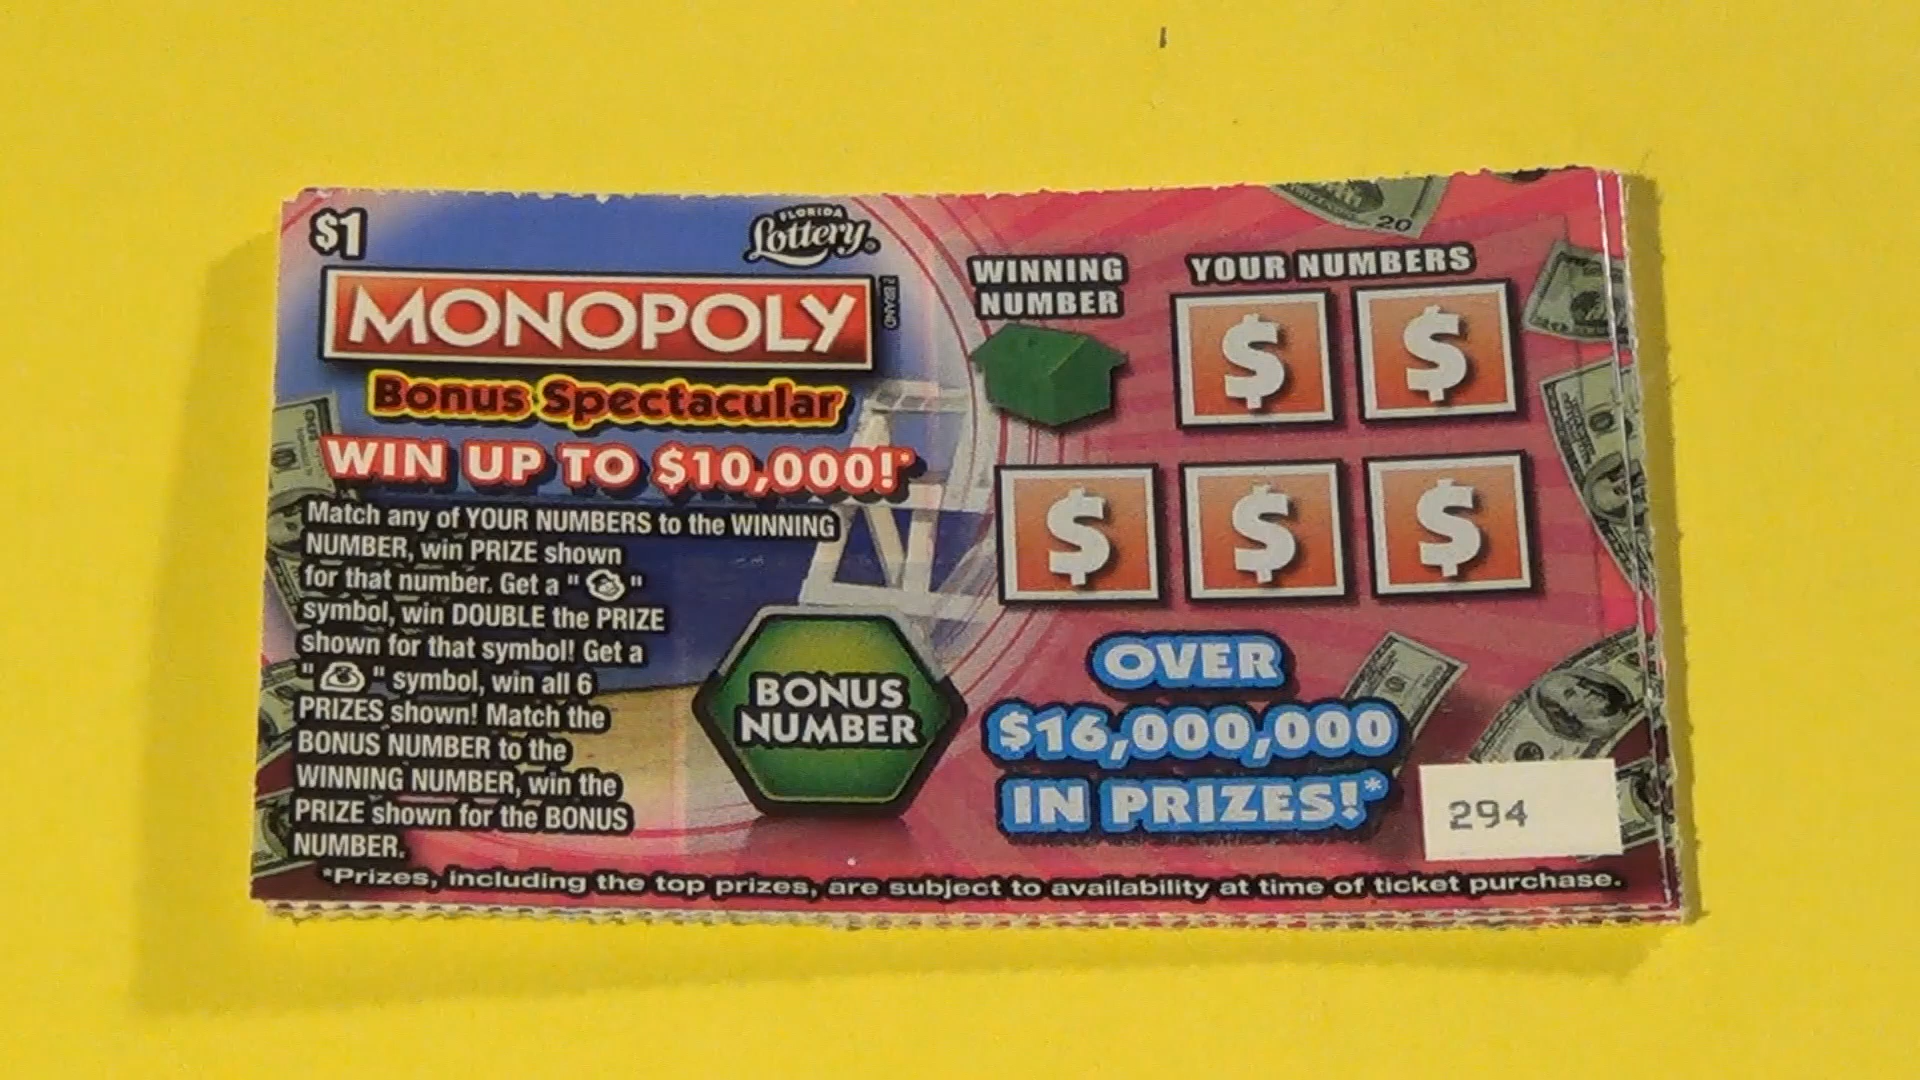 $1
FLORIDA
Lottery
MONOPOLY
BRAND
Bonus Spectacular
WIN UP TO $10,000!*
Match any of YOUR NUMBERS to the WINNING
NUMBER, win PRIZE shown
for that number. Get a " "
symbol, win DOUBLE the PRIZE
shown for that symbol! Get a
" " symbol, win all 6
PRIZES shown! Match the
BONUS NUMBER to the
WINNING NUMBER, win the
PRIZE shown for the BONUS
NUMBER.
BONUS
NUMBER
WINNING
NUMBER
YOUR NUMBERS
$ $
$ $ $
20
OVER
$16,000,000
IN PRIZES!*
294
*Prizes, including the top prizes, are subject to availability at time of ticket purchase.